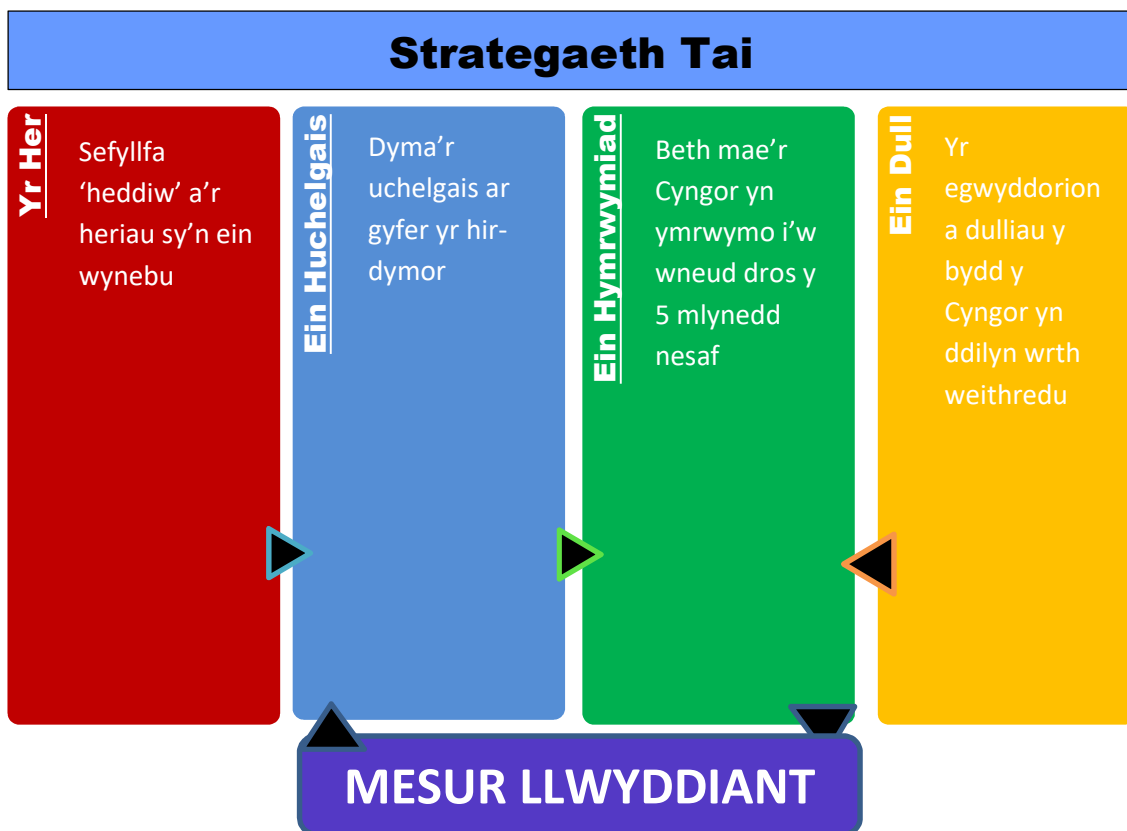 Strategaeth Tai
Yr Her
Sefyllfa
‘heddiw’ a’r
heriau sy’n ein
wynebu
Ein Huchelgais
Dyma’r
uchelgais ar
gyfer yr hir-
dymor
Ein Hymrwymiad
Beth mae’r
Cyngor yn
ymrwymo i’w
wneud dros y
5 mlynedd
nesaf
Ein Dull
Yr
egwyddorion
a dulliau y
bydd y
Cyngor yn
ddilyn wrth
weithredu
MESUR LLWYDDIANT